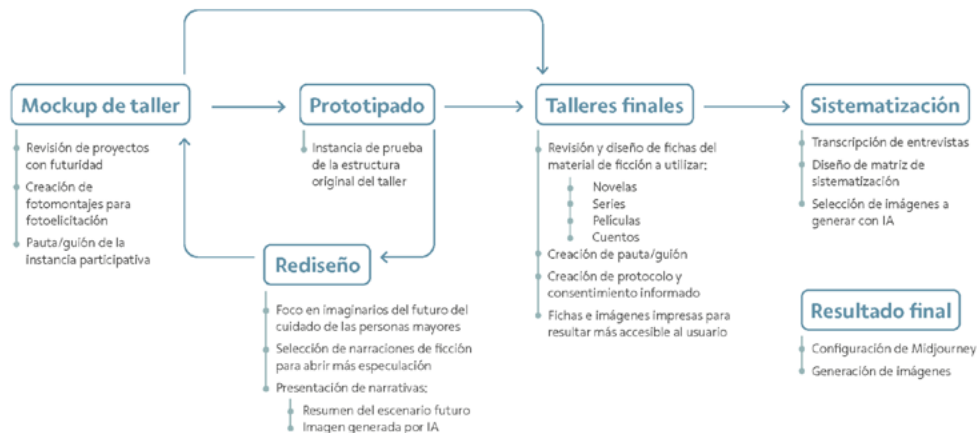 Mockup de taller
Revisión de proyectos
con futuridad
Creación de
fotomontajes para
fotoelicitación
Pauta/guión de la
instancia participativa
Prototipado
Instancia de prueba
de la estructura
original del taller
Rediseño
Foco en imaginarios del futuro del
cuidado de las personas mayores
Selección de narraciones de ficción
para abrir más especulación
Presentación de narrativas:
Resumen del escenario futuro
Imagen generada por IA
Talleres finales
Revisión y diseño de fichas del
material de ficción a utilizar:
Novelas
Series
Películas
Cuentos
Creación de pauta/guión
Creación de protocolo y
consentimiento informado
Fichas e imágenes impresas para
resultar más accesible al usuario
Sistematización
Transcripción de entrevistas
Diseño de matriz de
sistematización
Selección de imágenes a
generar con IA
Resultado final
Configuración de Midjourney
Generación de imágenes